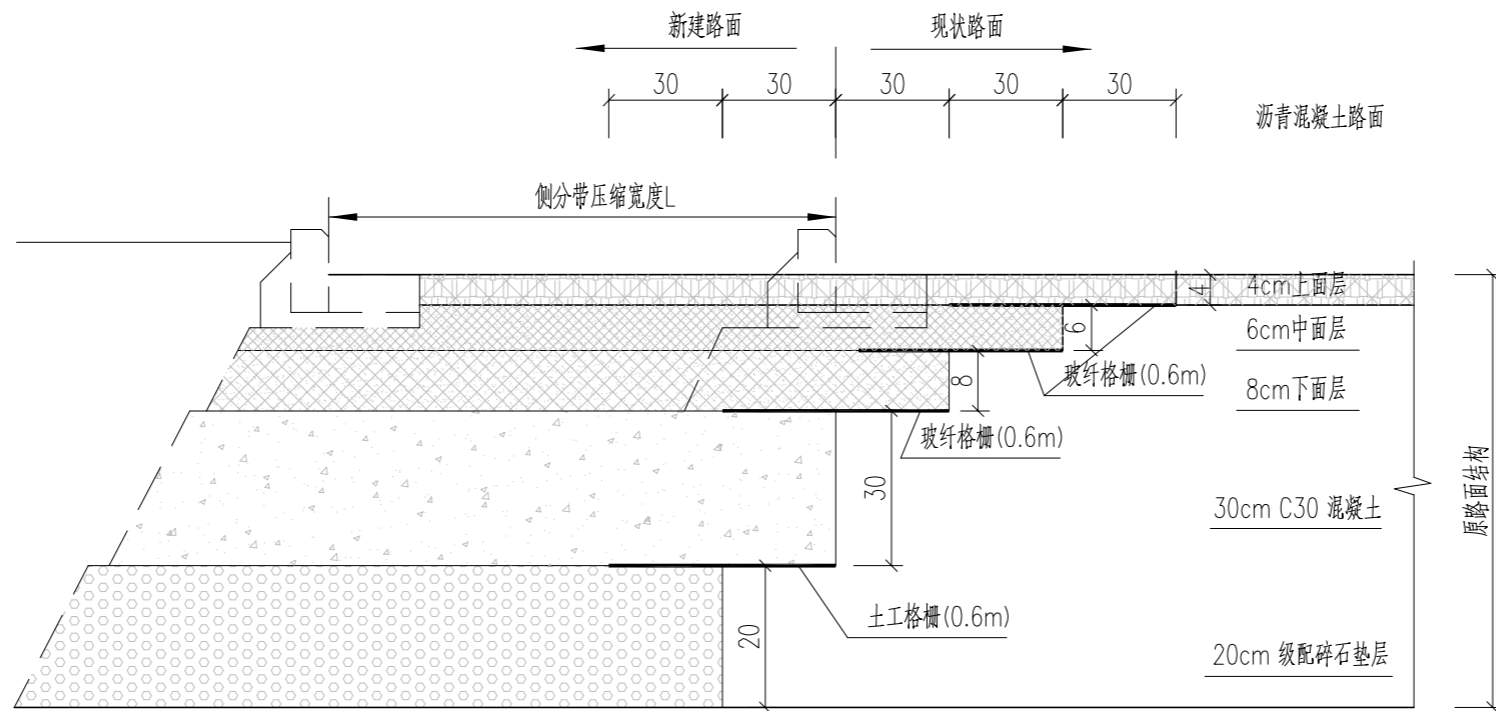 新建路面 现状路面
30 30 30 30 30
沥青混凝土路面
侧分带压缩宽度L
4 4cm上面层
6 6cm中面层
玻纤格栅(0.6m)
8 8cm下面层
玻纤格栅(0.6m)
30 30cm C30 混凝土
原路面结构
土工格栅(0.6m)
20 20cm 级配碎石垫层